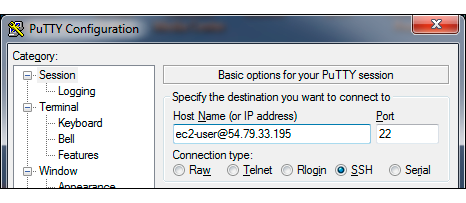 PuTTY Configuration
Category:
Session
Logging
Terminal
Keyboard
Bell
Features
Window
Appearance
Basic options for your PuTTY session
Specify the destination you want to connect to
Host Name (or IP address) Port
ec2-user@54.79.33.195 22
Connection type:
Raw Telnet Rlogin SSH Serial